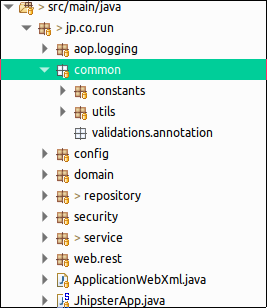 > src/main/java
> jp.co.run
aop.logging
common
constants
utils
validations.annotation
config
domain
> repository
security
> service
web.rest
ApplicationWebXml.java
JhipsterApp.java